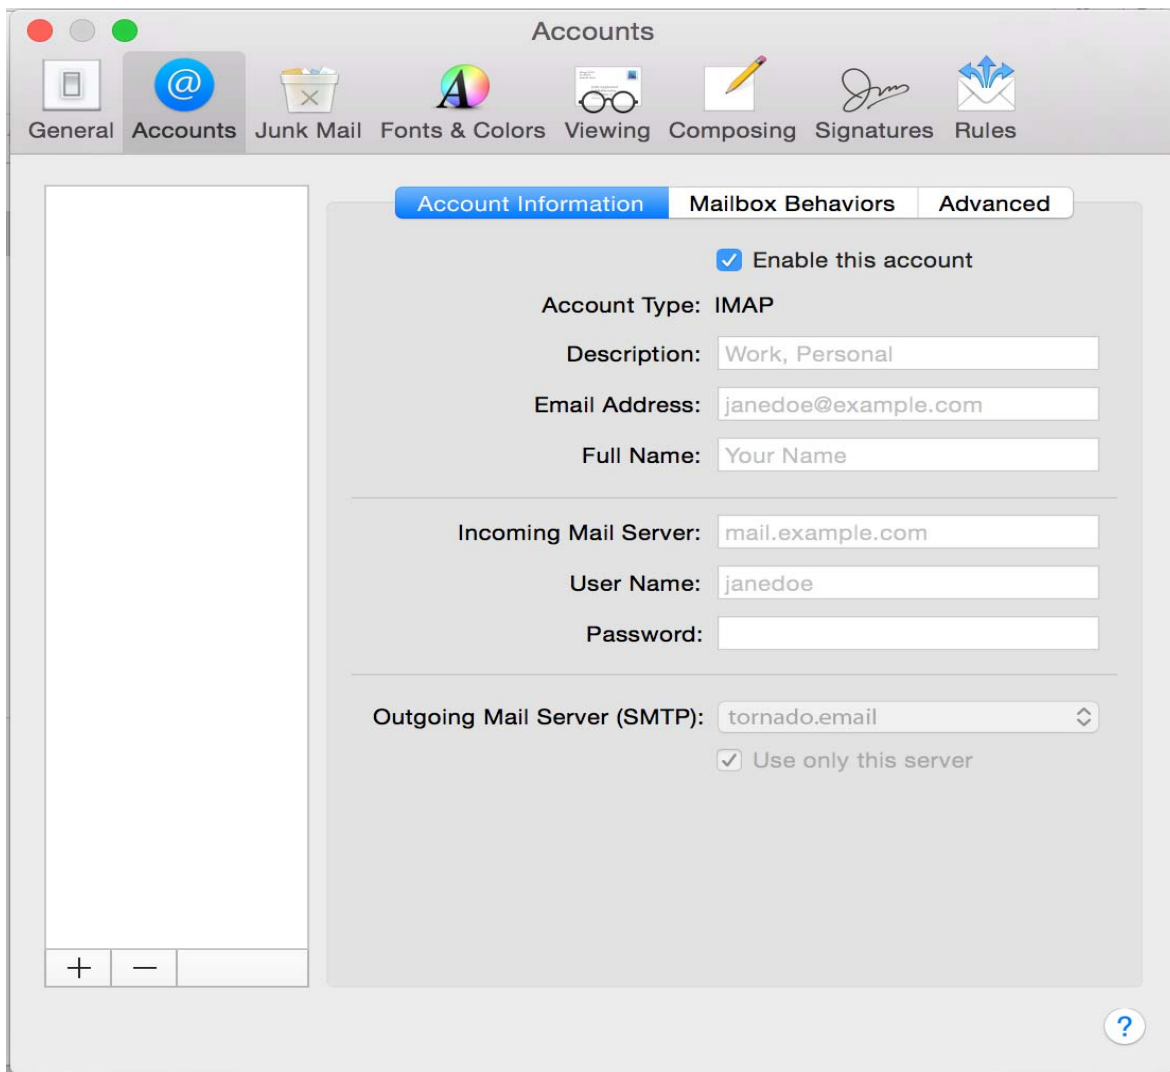 Accounts
General Accounts Junk Mail Fonts & Colors Viewing Composing Signatures Rules
Account Information Mailbox Behaviors Advanced
Enable this account
Account Type: IMAP
Description: Work, Personal
Email Address: janedoe@example.com
Full Name: Your Name
Incoming Mail Server: mail.example.com
User Name: janedoe
Password:
Outgoing Mail Server (SMTP): tornado.email
Use only this server